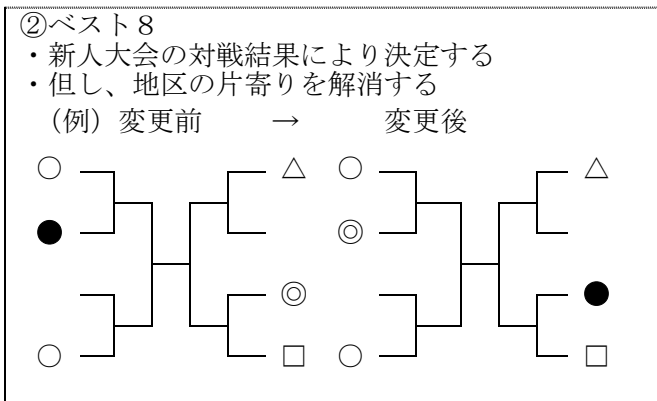 ②ベスト８
・新人大会の対戦結果により決定する
・但し、地区の片寄りを解消する
（例）変更前　→　変更後
○　△　○　△
●　◎
◎　●
○　□　○　□